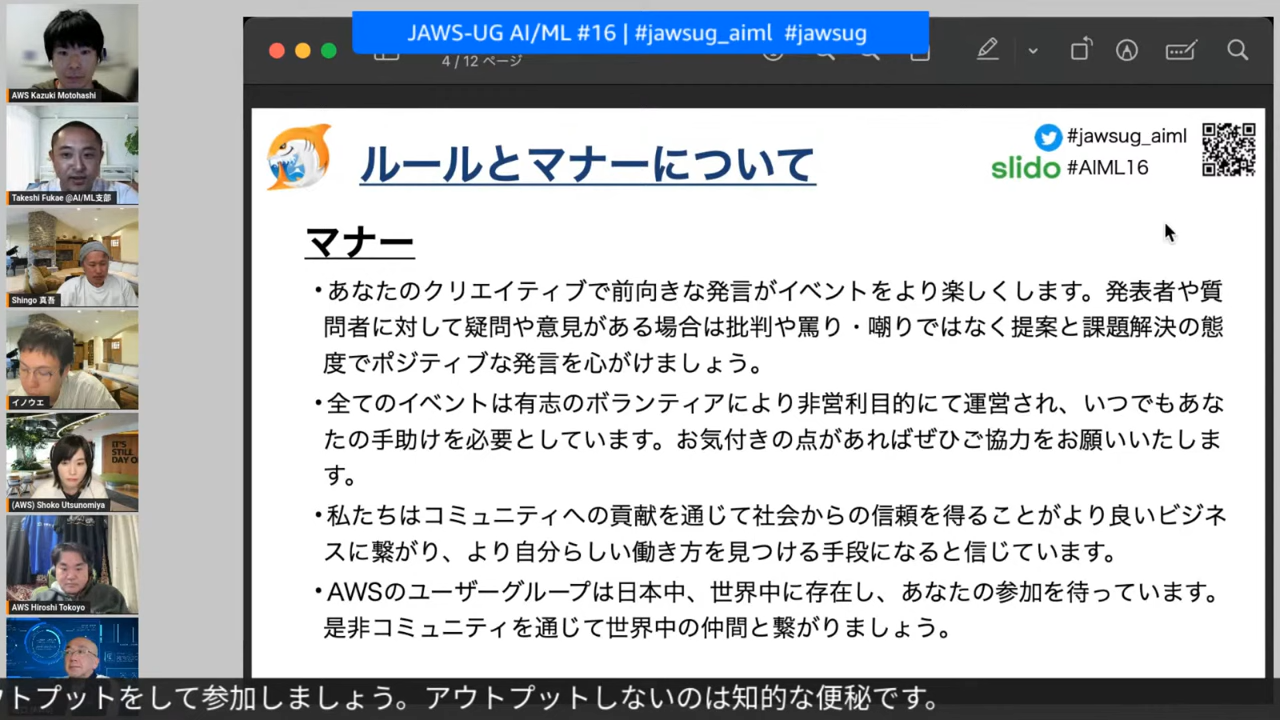 JAWS-UG AI/ML #16 | #jawsug_aiml #jawsug
4 / 12 ページ
AWS Kazuki Motohashi
Takeshi Fukae @AI/ML支部
Shingo 真吾
イノウエ
IT'S
STILL
DAY O
(AWS) Shoko Utsunomiya
AWS Hiroshi Tokoyo
ルールとマナーについて
#jawsug_aiml
slido #AIML16
マナー
・あなたのクリエイティブで前向きな発言がイベントをより楽しくします。発表者や質
問者に対して疑問や意見がある場合は批判や罵り・嘲りではなく提案と課題解決の態
度でポジティブな発言を心がけましょう。
・全てのイベントは有志のボランティアにより非営利目的にて運営され、いつでもあな
たの手助けを必要としています。お気付きの点があればぜひご協力をお願いいたしま
す。
・私たちはコミュニティへの貢献を通じて社会からの信頼を得ることがより良いビジネ
スに繋がり、より自分らしい働き方を見つける手段になると信じています。
・AWSのユーザーグループは日本中、世界中に存在し、あなたの参加を待っています。
是非コミュニティを通じて世界中の仲間と繋がりましょう。
トプットをして参加しましょう。アウトプットしないのは知的な便秘です。